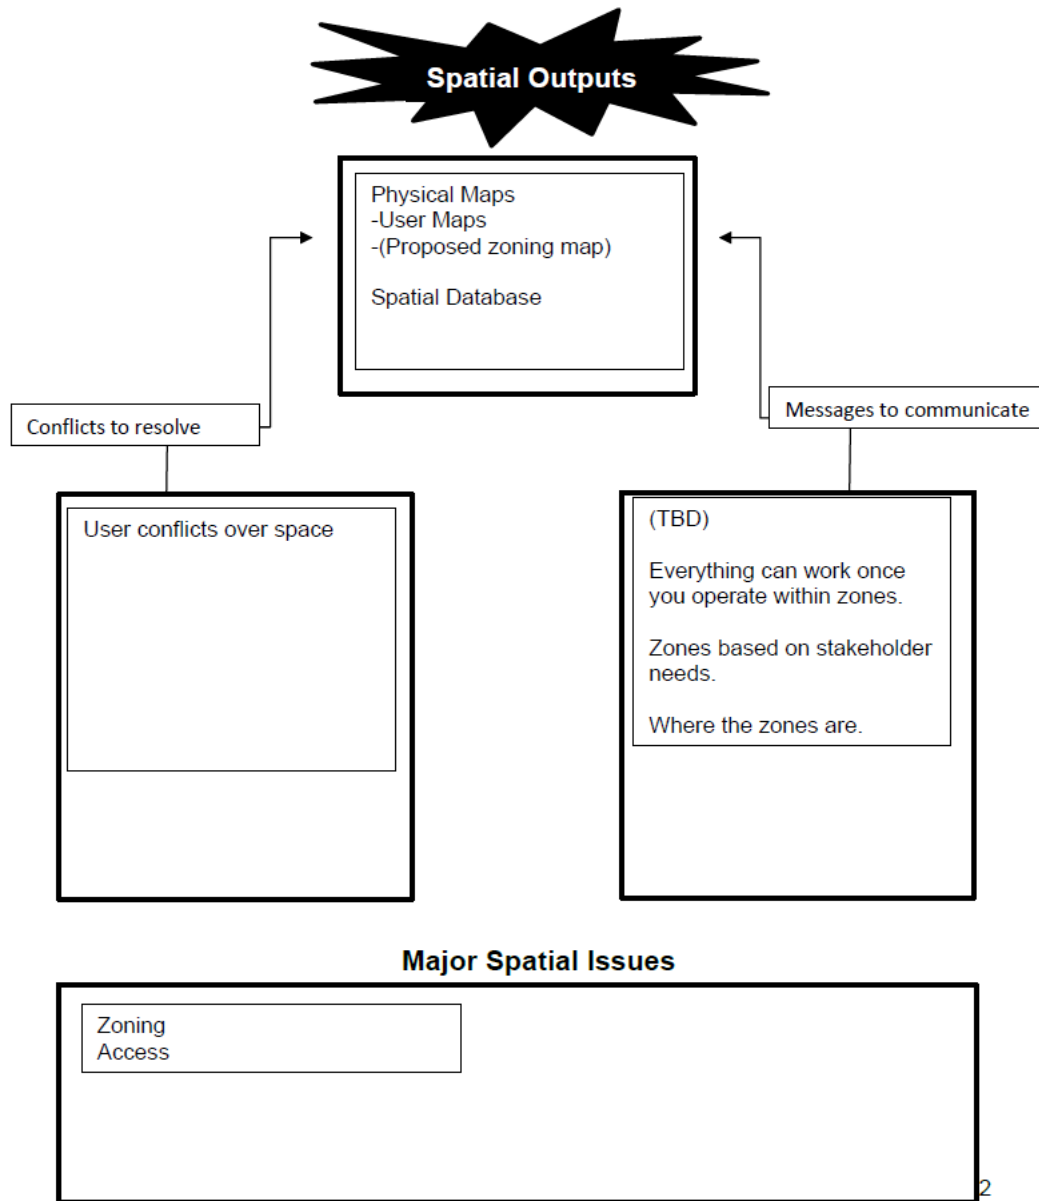 Spatial Outputs
Physical Maps
-User Maps
-(Proposed zoning map)
Spatial Database
Conflicts to resolve
Messages to communicate
User conflicts over space
(TBD)
Everything can work once
you operate within zones.
Zones based on stakeholder
needs.
Where the zones are.
Major Spatial Issues
Zoning
Access
2